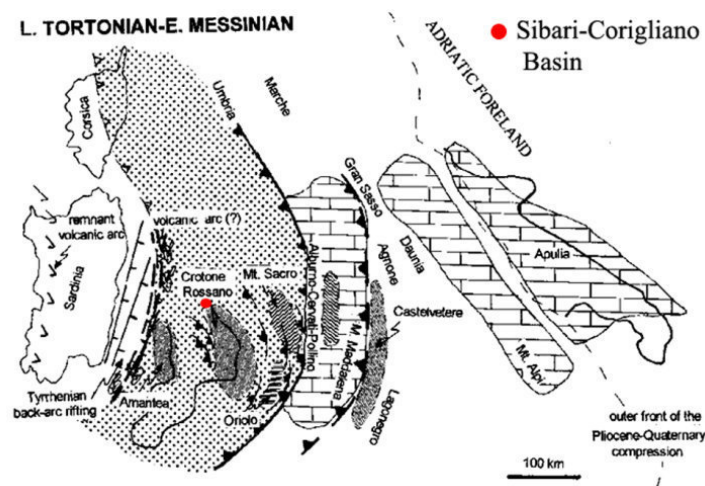 L. TORTONIAN-E. MESSINIAN
Sibari-Corigliano
Basin
ADRIATIC FORELAND
Corsica
Umbria
Marche
Gran Sasso
remnant
volcanic arc
volcanic arc (?)
Sardinia
Crotone
Rossano
Mt. Sacro
Alburno-Cervati-Pollino
M. Maddalena
Agnone
Daunia
Apulia
Castelvetere
Mt. Alpi
Lagonegro
Tyrrhenian
back-arc rifting
Amantea
Oriolo
outer front of the
Pliocene-Quaternary
compression
100 km